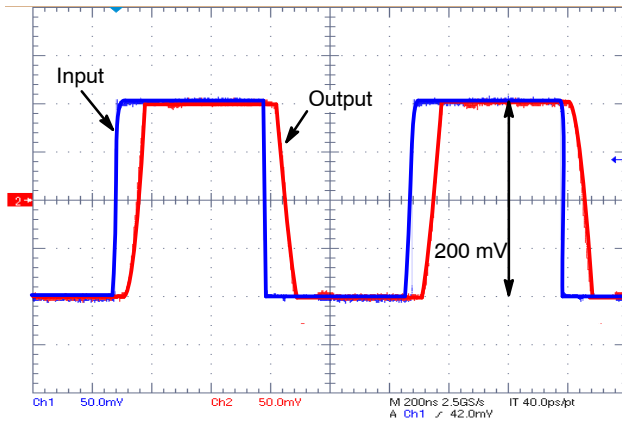 Input
Output
2
200 mV
Ch1 50.0mV Ch2 50.0mV M 200ns 2.5GS/s IT 40.0ps/pt
A Ch1 ∕ 42.0mV